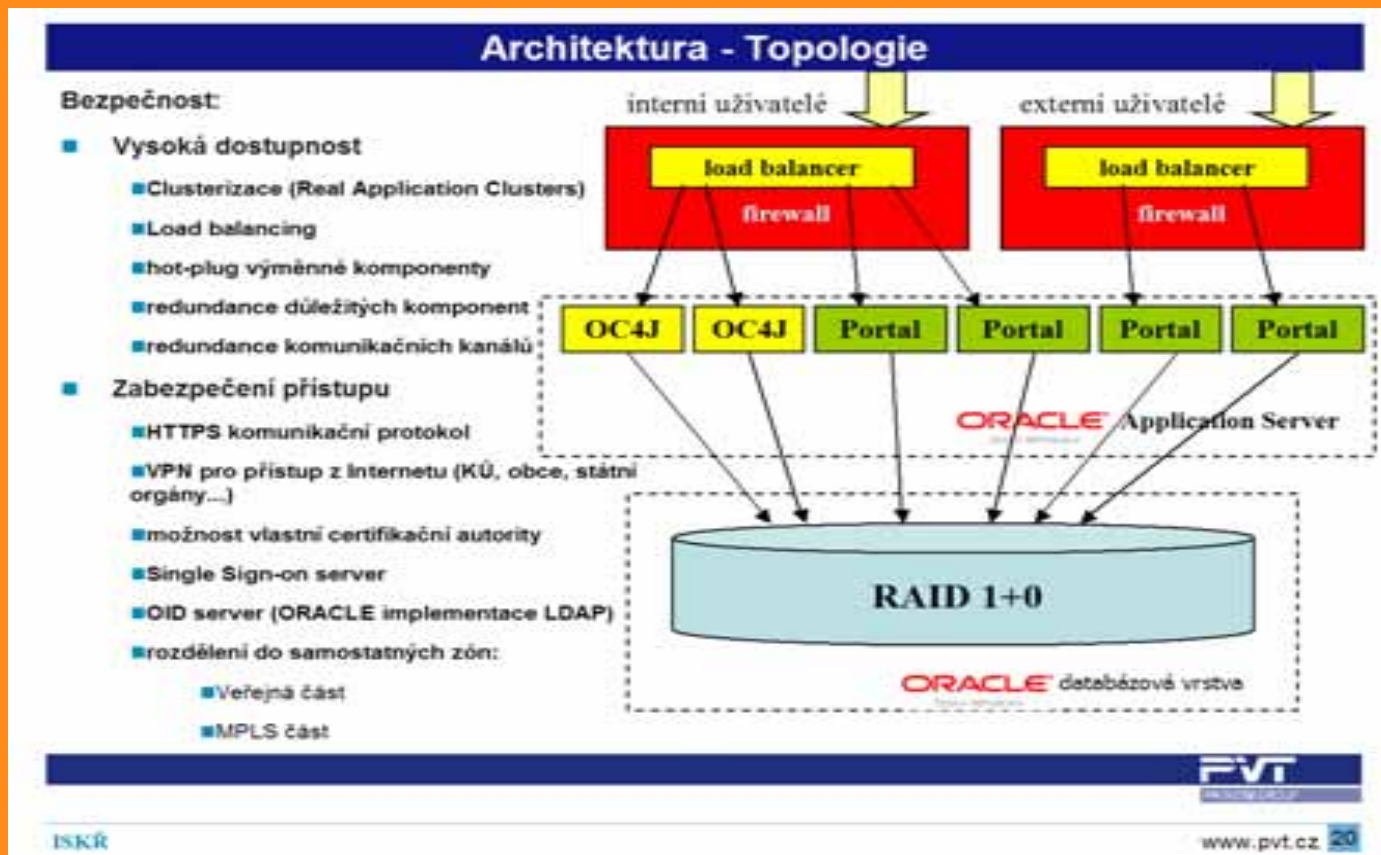 Architektura - Topologie
Bezpečnost:
Vysoká dostupnost
Clusterizace (Real Application Clusters)
Load balancing
hot-plug výměnné komponenty
redundance důležitých komponent
redundance komunikačních kanálů
Zabezpečení přístupu
HTTPS komunikační protokol
VPN pro přístup z Internetu (KÚ, obce, státní
orgány...)
možnost vlastní certifikační autority
Single Sign-on server
OID server (ORACLE implementace LDAP)
rozdělení do samostatných zón:
Veřejná část
MPLS část
interní uživatelé
externí uživatelé
load balancer
load balancer
firewall
firewall
OC4J
OC4J
Portal
Portal
Portal
Portal
ORACLE Application Server
RAID 1+0
ORACLE databázová vrstva
PVT
ISKŘ
www.pvt.cz 20